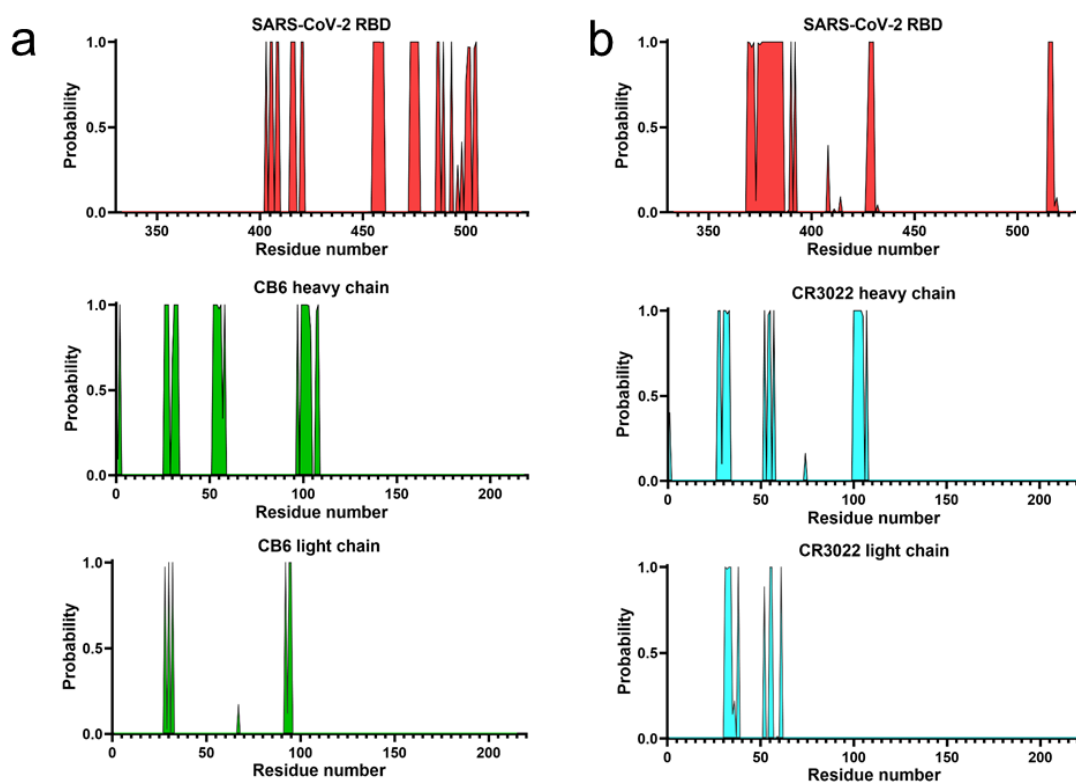 a
SARS-CoV-2 RBD
1.0
0.5
0.0
Probability
350 400 450 500
Residue number
CB6 heavy chain
1.0
0.5
0.0
Probability
0 50 100 150 200
Residue number
CB6 light chain
1.0
0.5
0.0
Probability
0 50 100 150 200
Residue number
b
SARS-CoV-2 RBD
1.0
0.5
0.0
Probability
350 400 450 500
Residue number
CR3022 heavy chain
1.0
0.5
0.0
Probability
0 50 100 150 200
Residue number
CR3022 light chain
1.0
0.5
0.0
Probability
0 50 100 150 200
Residue number